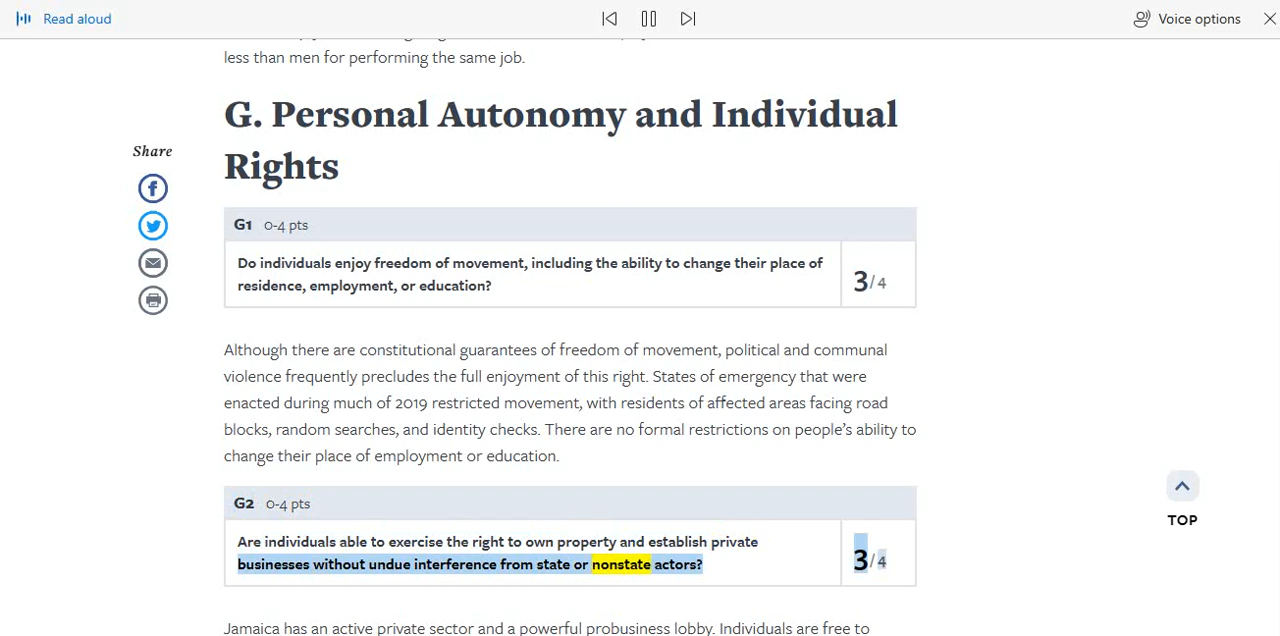 Read aloud
Voice options
less than men for performing the same job.
G. Personal Autonomy and Individual
Rights
Share
G1 0-4 pts
Do individuals enjoy freedom of movement, including the ability to change their place of
residence, employment, or education?
3/4
Although there are constitutional guarantees of freedom of movement, political and communal
violence frequently precludes the full enjoyment of this right. States of emergency that were
enacted during much of 2019 restricted movement, with residents of affected areas facing road
blocks, random searches, and identity checks. There are no formal restrictions on people’s ability to
change their place of employment or education.
TOP
G2 0-4 pts
Are individuals able to exercise the right to own property and establish private
businesses without undue interference from state or nonstate actors?
3/4
Jamaica has an active private sector and a powerful probusiness lobby. Individuals are free to